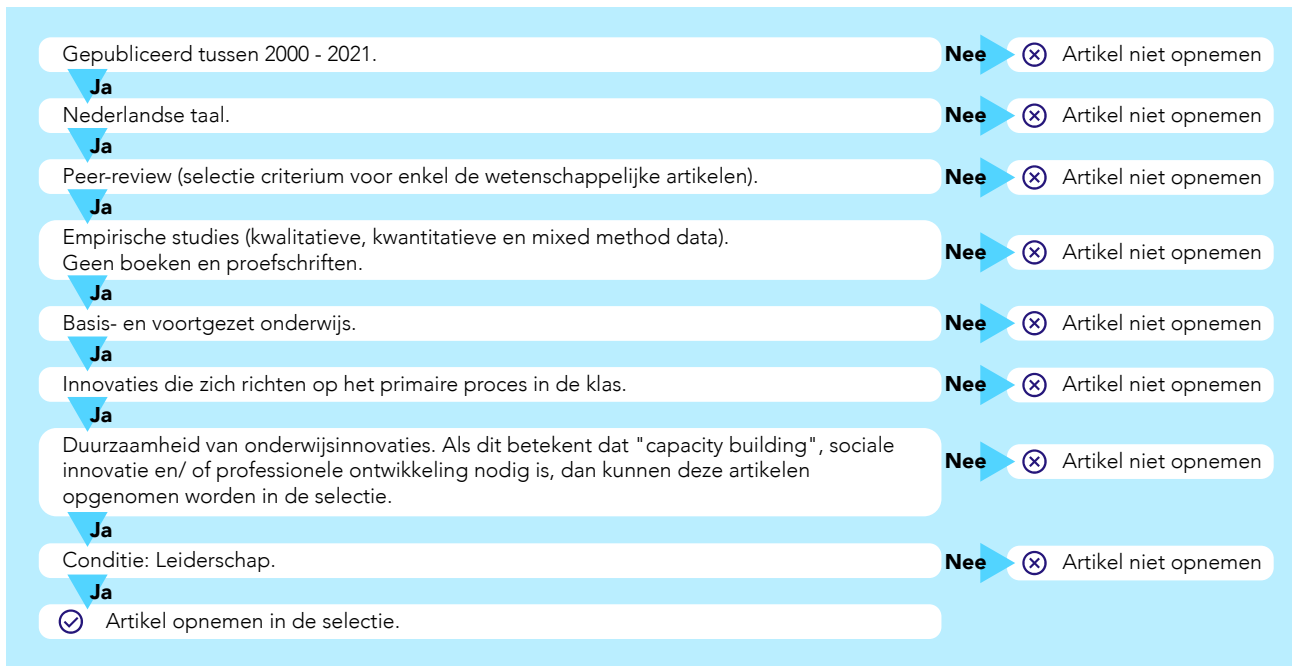 Gepubliceerd tussen 2000 - 2021.
Nee
Artikel niet opnemen
Ja
Nederlandse taal.
Nee
Artikel niet opnemen
Ja
Peer-review (selectie criterium voor enkel de wetenschappelijke artikelen).
Nee
Artikel niet opnemen
Ja
Empirische studies (kwalitatieve, kwantitatieve en mixed method data).
Geen boeken en proefschriften.
Nee
Artikel niet opnemen
Ja
Basis- en voortgezet onderwijs.
Nee
Artikel niet opnemen
Ja
Innovaties die zich richten op het primaire proces in de klas.
Nee
Artikel niet opnemen
Ja
Duurzaamheid van onderwijsinnovaties. Als dit betekent dat "capacity building", sociale
innovatie en/ of professionele ontwikkeling nodig is, dan kunnen deze artikelen
opgenomen worden in de selectie.
Nee
Artikel niet opnemen
Ja
Conditie: Leiderschap.
Nee
Artikel niet opnemen
Ja
Artikel opnemen in de selectie.